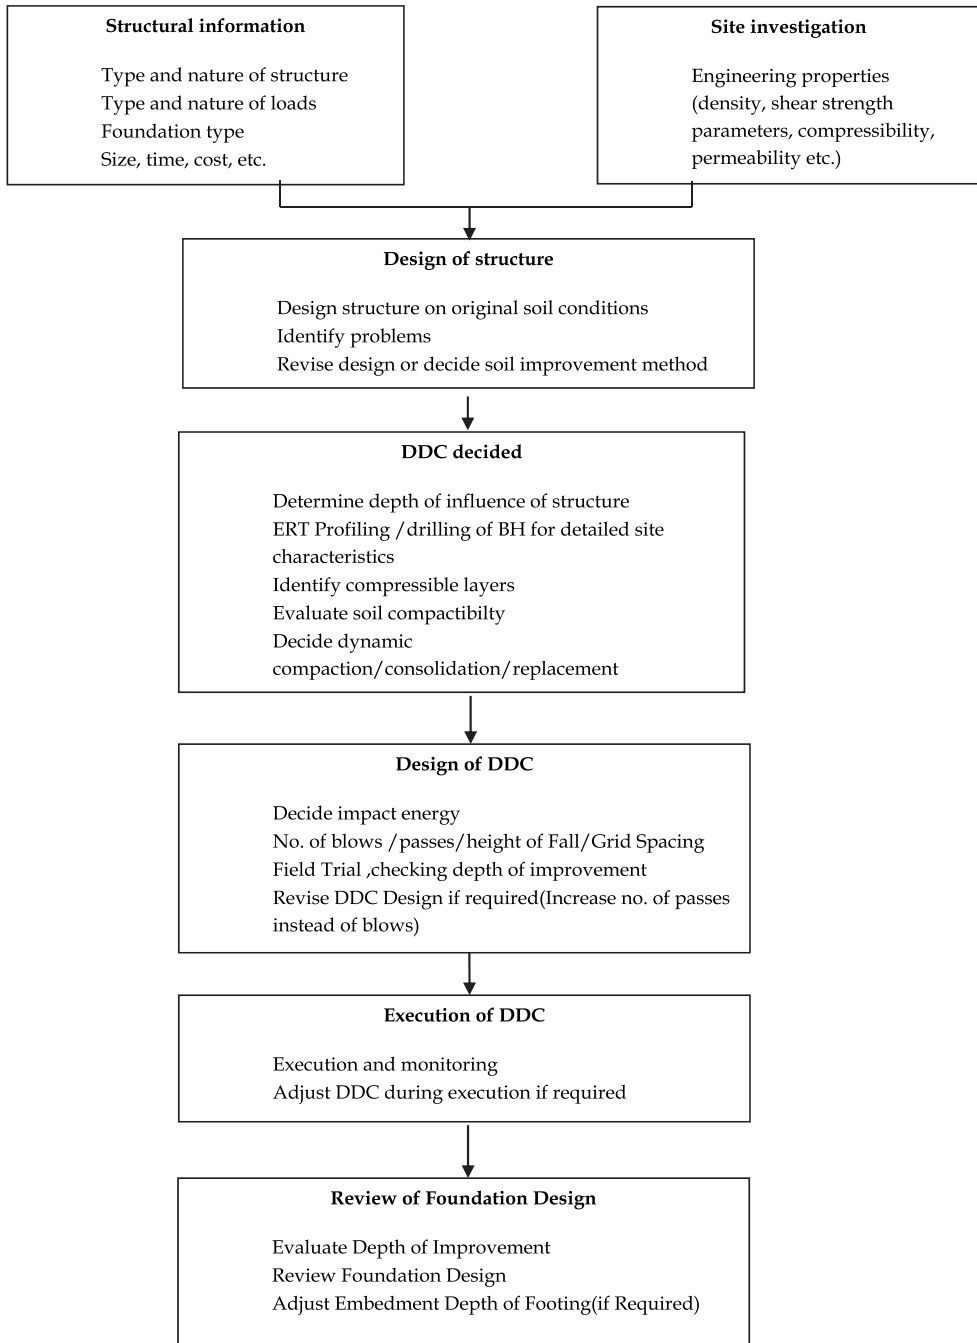 Structural information
Type and nature of structure
Type and nature of loads
Foundation type
Size, time, cost, etc.
Site investigation
Engineering properties
(density, shear strength
parameters, compressibility,
permeability etc.)
Design of structure
Design structure on original soil conditions
Identify problems
Revise design or decide soil improvement method
DDC decided
Determine depth of influence of structure
ERT Profiling /drilling of BH for detailed site
characteristics
Identify compressible layers
Evaluate soil compactibilty
Decide dynamic
compaction/consolidation/replacement
Design of DDC
Decide impact energy
No. of blows /passes/height of Fall/Grid Spacing
Field Trial ,checking depth of improvement
Revise DDC Design if required(Increase no. of passes
instead of blows)
Execution of DDC
Execution and monitoring
Adjust DDC during execution if required
Review of Foundation Design
Evaluate Depth of Improvement
Review Foundation Design
Adjust Embedment Depth of Footing(if Required)